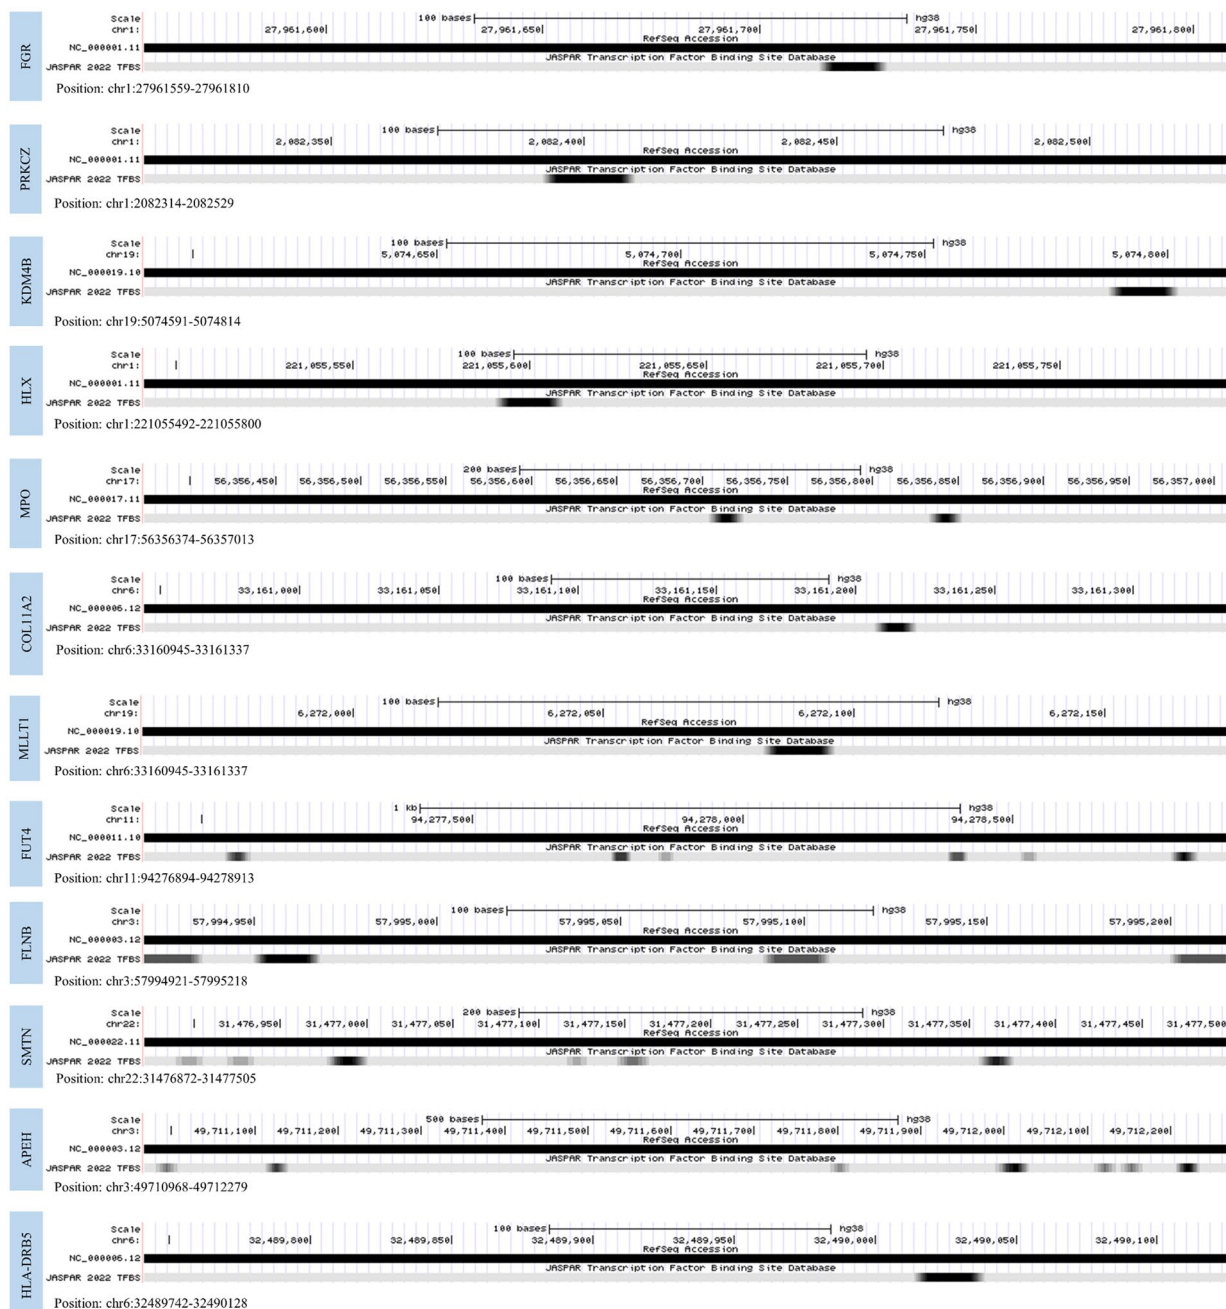 FGR
Scale 100 bases hg38
chr1: 27,961,600 27,961,650 27,961,700 27,961,750 27,961,800
RefSeq Accession
NC_000001.11
JASPAR Transcription Factor Binding Site Database
JASPAR 2022 TFBS
Position: chr1:27961559-27961810
PRKCZ
Scale 100 bases hg38
chr1: 2,082,350 2,082,400 2,082,450 2,082,500
RefSeq Accession
NC_000001.11
JASPAR Transcription Factor Binding Site Database
JASPAR 2022 TFBS
Position: chr1:2082314-2082529
KDM4B
Scale 100 bases hg38
chr19: 5,074,650 5,074,700 5,074,750 5,074,800
RefSeq Accession
NC_000019.10
JASPAR Transcription Factor Binding Site Database
JASPAR 2022 TFBS
Position: chr19:5074591-5074814
HLX
Scale 100 bases hg38
chr1: 221,055,550 221,055,600 221,055,650 221,055,700 221,055,750
RefSeq Accession
NC_000001.11
JASPAR Transcription Factor Binding Site Database
JASPAR 2022 TFBS
Position: chr1:221055492-221055800
MPO
Scale 200 bases hg38
chr17: 56,356,450 56,356,500 56,356,550 56,356,600 56,356,650 56,356,700 56,356,750 56,356,800 56,356,850 56,356,900 56,356,950 56,357,000
RefSeq Accession
NC_000017.11
JASPAR Transcription Factor Binding Site Database
JASPAR 2022 TFBS
Position: chr17:56356374-56357013
COL11A2
Scale 100 bases hg38
chr6: 33,161,000 33,161,050 33,161,100 33,161,150 33,161,200 33,161,250 33,161,300
RefSeq Accession
NC_000006.12
JASPAR Transcription Factor Binding Site Database
JASPAR 2022 TFBS
Position: chr6:33160945-33161337
MLLT1
Scale 100 bases hg38
chr19: 6,272,000 6,272,050 6,272,100 6,272,150
RefSeq Accession
NC_000019.10
JASPAR Transcription Factor Binding Site Database
JASPAR 2022 TFBS
Position: chr6:33160945-33161337
FUT4
Scale 1 kb hg38
chr11: 94,277,500 94,278,000 94,278,500
RefSeq Accession
NC_000011.10
JASPAR Transcription Factor Binding Site Database
JASPAR 2022 TFBS
Position: chr11:94276894-94278913
FLNB
Scale 100 bases hg38
chr3: 57,994,950 57,995,000 57,995,050 57,995,100 57,995,150 57,995,200
RefSeq Accession
NC_000003.12
JASPAR Transcription Factor Binding Site Database
JASPAR 2022 TFBS
Position: chr3:57994921-57995218
SMTN
Scale 200 bases hg38
chr22: 31,476,950 31,477,000 31,477,050 31,477,100 31,477,150 31,477,200 31,477,250 31,477,300 31,477,350 31,477,400 31,477,450 31,477,500
RefSeq Accession
NC_000022.11
JASPAR Transcription Factor Binding Site Database
JASPAR 2022 TFBS
Position: chr22:31476872-31477505
APEH
Scale 500 bases hg38
chr3: 49,711,100 49,711,200 49,711,300 49,711,400 49,711,500 49,711,600 49,711,700 49,711,800 49,711,900 49,712,000 49,712,100 49,712,200
RefSeq Accession
NC_000003.12
JASPAR Transcription Factor Binding Site Database
JASPAR 2022 TFBS
Position: chr3:49710968-49712279
HLA-DRB5
Scale 100 bases hg38
chr6: 32,489,800 32,489,850 32,489,900 32,489,950 32,490,000 32,490,050 32,490,100
RefSeq Accession
NC_000006.12
JASPAR Transcription Factor Binding Site Database
JASPAR 2022 TFBS
Position: chr6:32489742-32490128